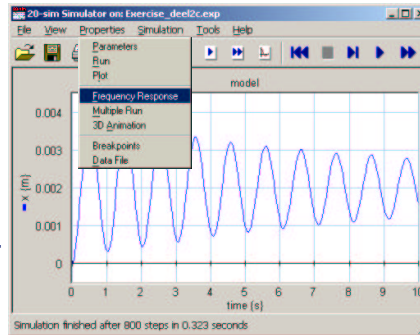 20-sim Simulator on: Exercise_deel2c.exp
File View Properties Simulation Tools Help
Parameters
Run
Plot
Frequency Response
Multiple Run
3D Animation
Breakpoints
Data File
model
0.004
0.003
0.002
0.001
0
x {m}
0 1 2 3 4 5 6 7 8 9 10
time {s}
Simulation finished after 800 steps in 0.323 seconds